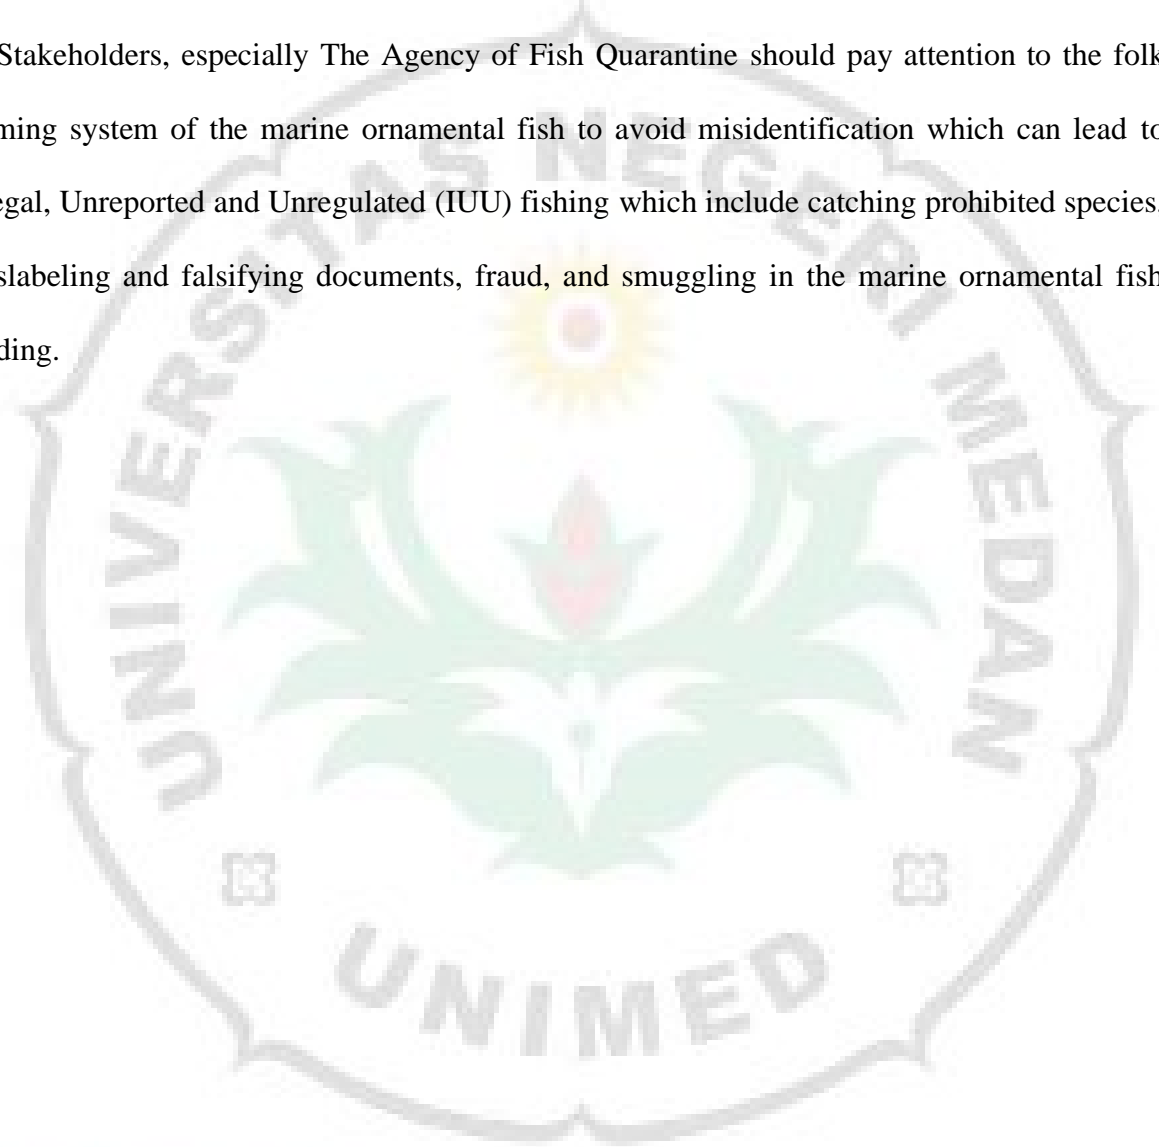 Stakeholders, especially The Agency of Fish Quarantine should pay attention to the folk
ming system of the marine ornamental fish to avoid misidentification which can lead to
egal, Unreported and Unregulated (IUU) fishing which include catching prohibited species,
slabeling and falsifying documents, fraud, and smuggling in the marine ornamental fish
ding.
UNIVERSITAS NEGERI MEDAN
UNIMED